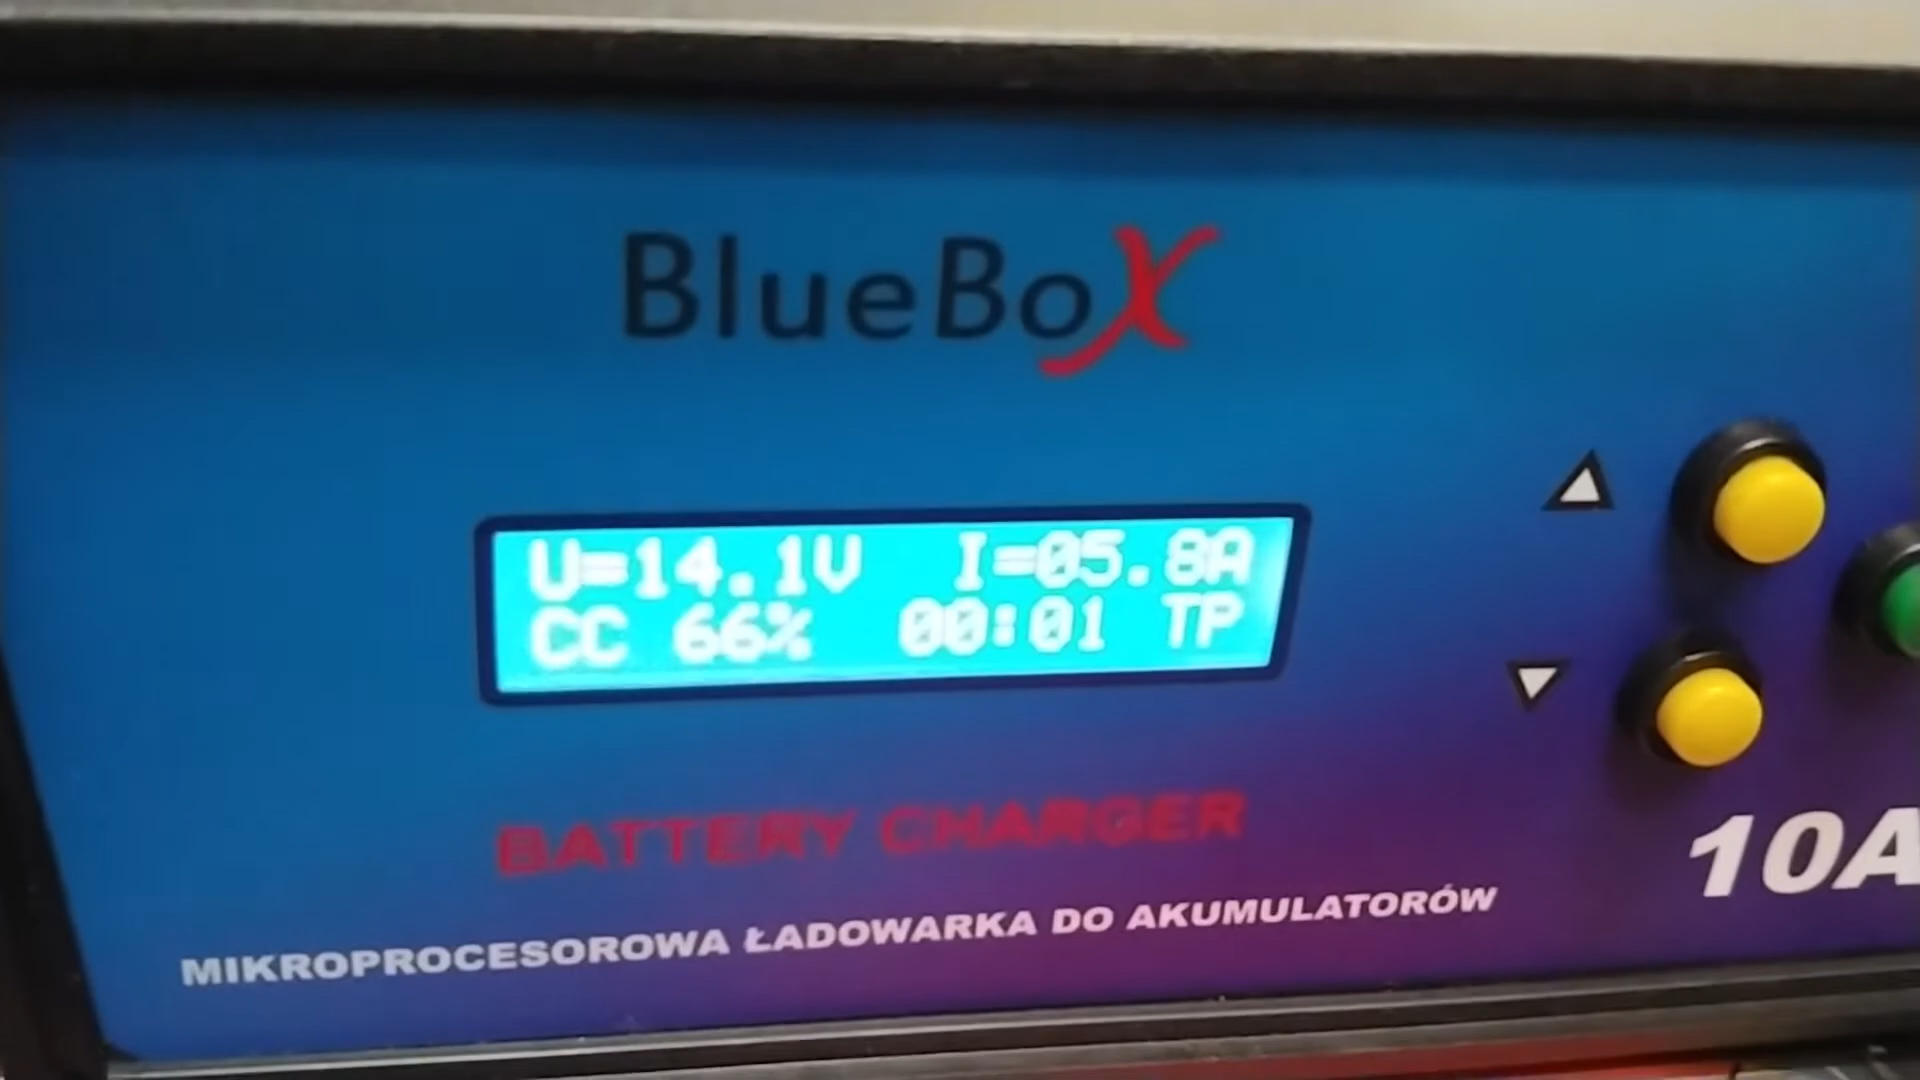 BlueBoX
U=14.1V I=05.8A
CC 66% 00:01 TP
BATTERY CHARGER
10A
MIKROPROCESOROWA ŁADOWARKA DO AKUMULATORÓW